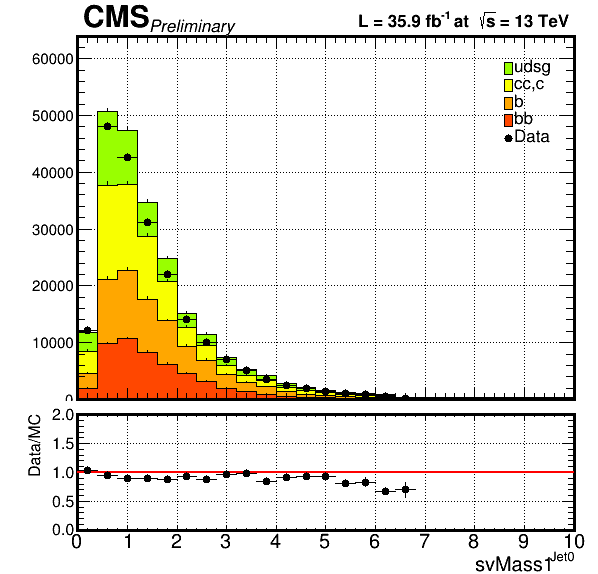 CMS Preliminary L = 35.9 fb⁻¹ at √s = 13 TeV
60000
50000
40000
30000
20000
10000
0
udsg
cc,c
b
bb
Data
Data/MC
2.0
1.5
1.0
0.5
0.0
0 1 2 3 4 5 6 7 8 9 10
svMass1 Jet0